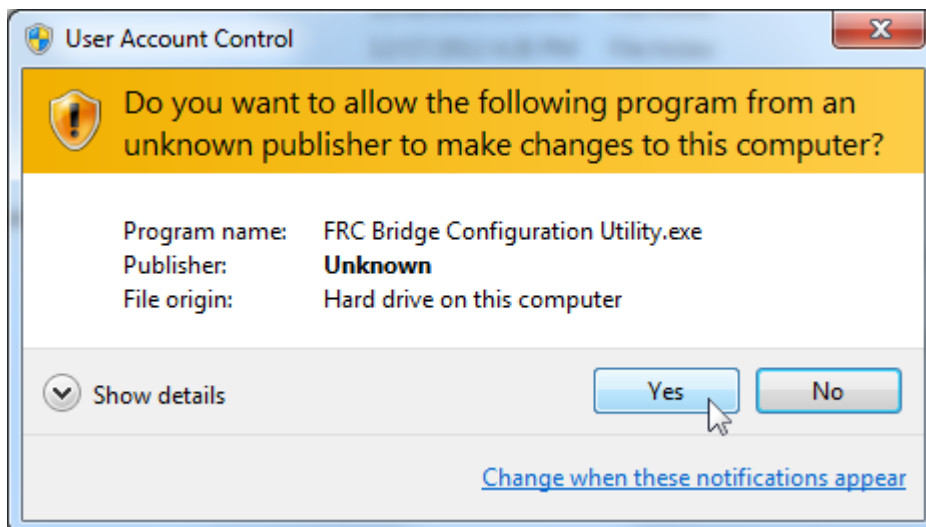 User Account Control
Do you want to allow the following program from an
unknown publisher to make changes to this computer?
Program name: FRC Bridge Configuration Utility.exe
Publisher: Unknown
File origin: Hard drive on this computer
Show details
Yes
No
Change when these notifications appear